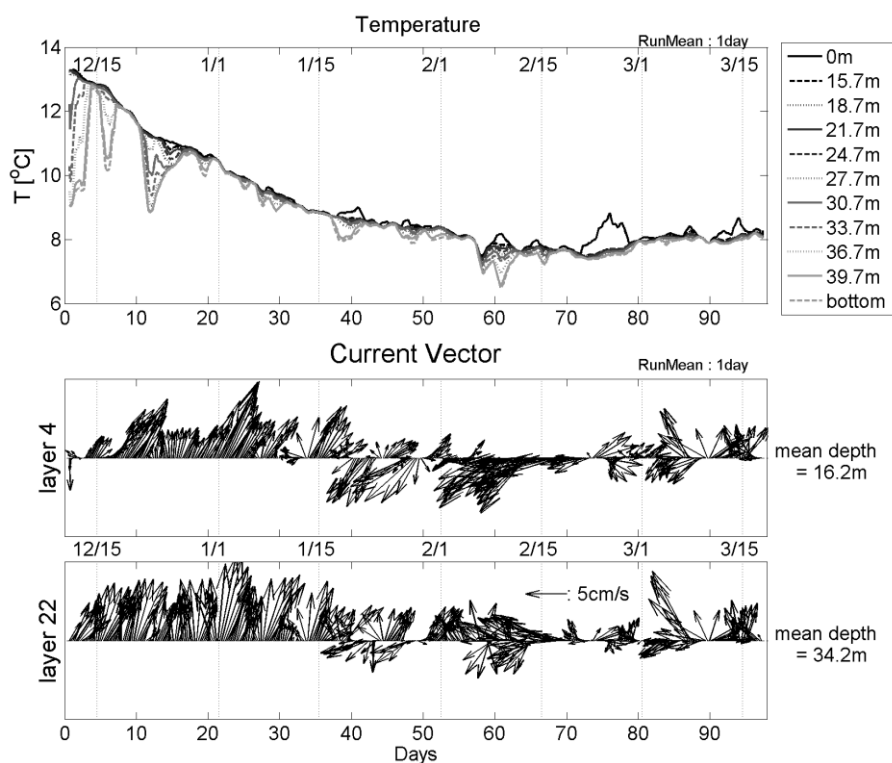 Temperature
RunMean : 1day
14
12
10
8
6
T [°C]
12/15 1/1 1/15 2/1 2/15 3/1 3/15
0 10 20 30 40 50 60 70 80 90
0m
15.7m
18.7m
21.7m
24.7m
27.7m
30.7m
33.7m
36.7m
39.7m
bottom
Current Vector
RunMean : 1day
layer 4
mean depth
= 16.2m
12/15 1/1 1/15 2/1 2/15 3/1 3/15
layer 22
: 5cm/s
mean depth
= 34.2m
0 10 20 30 40 50 60 70 80 90
Days